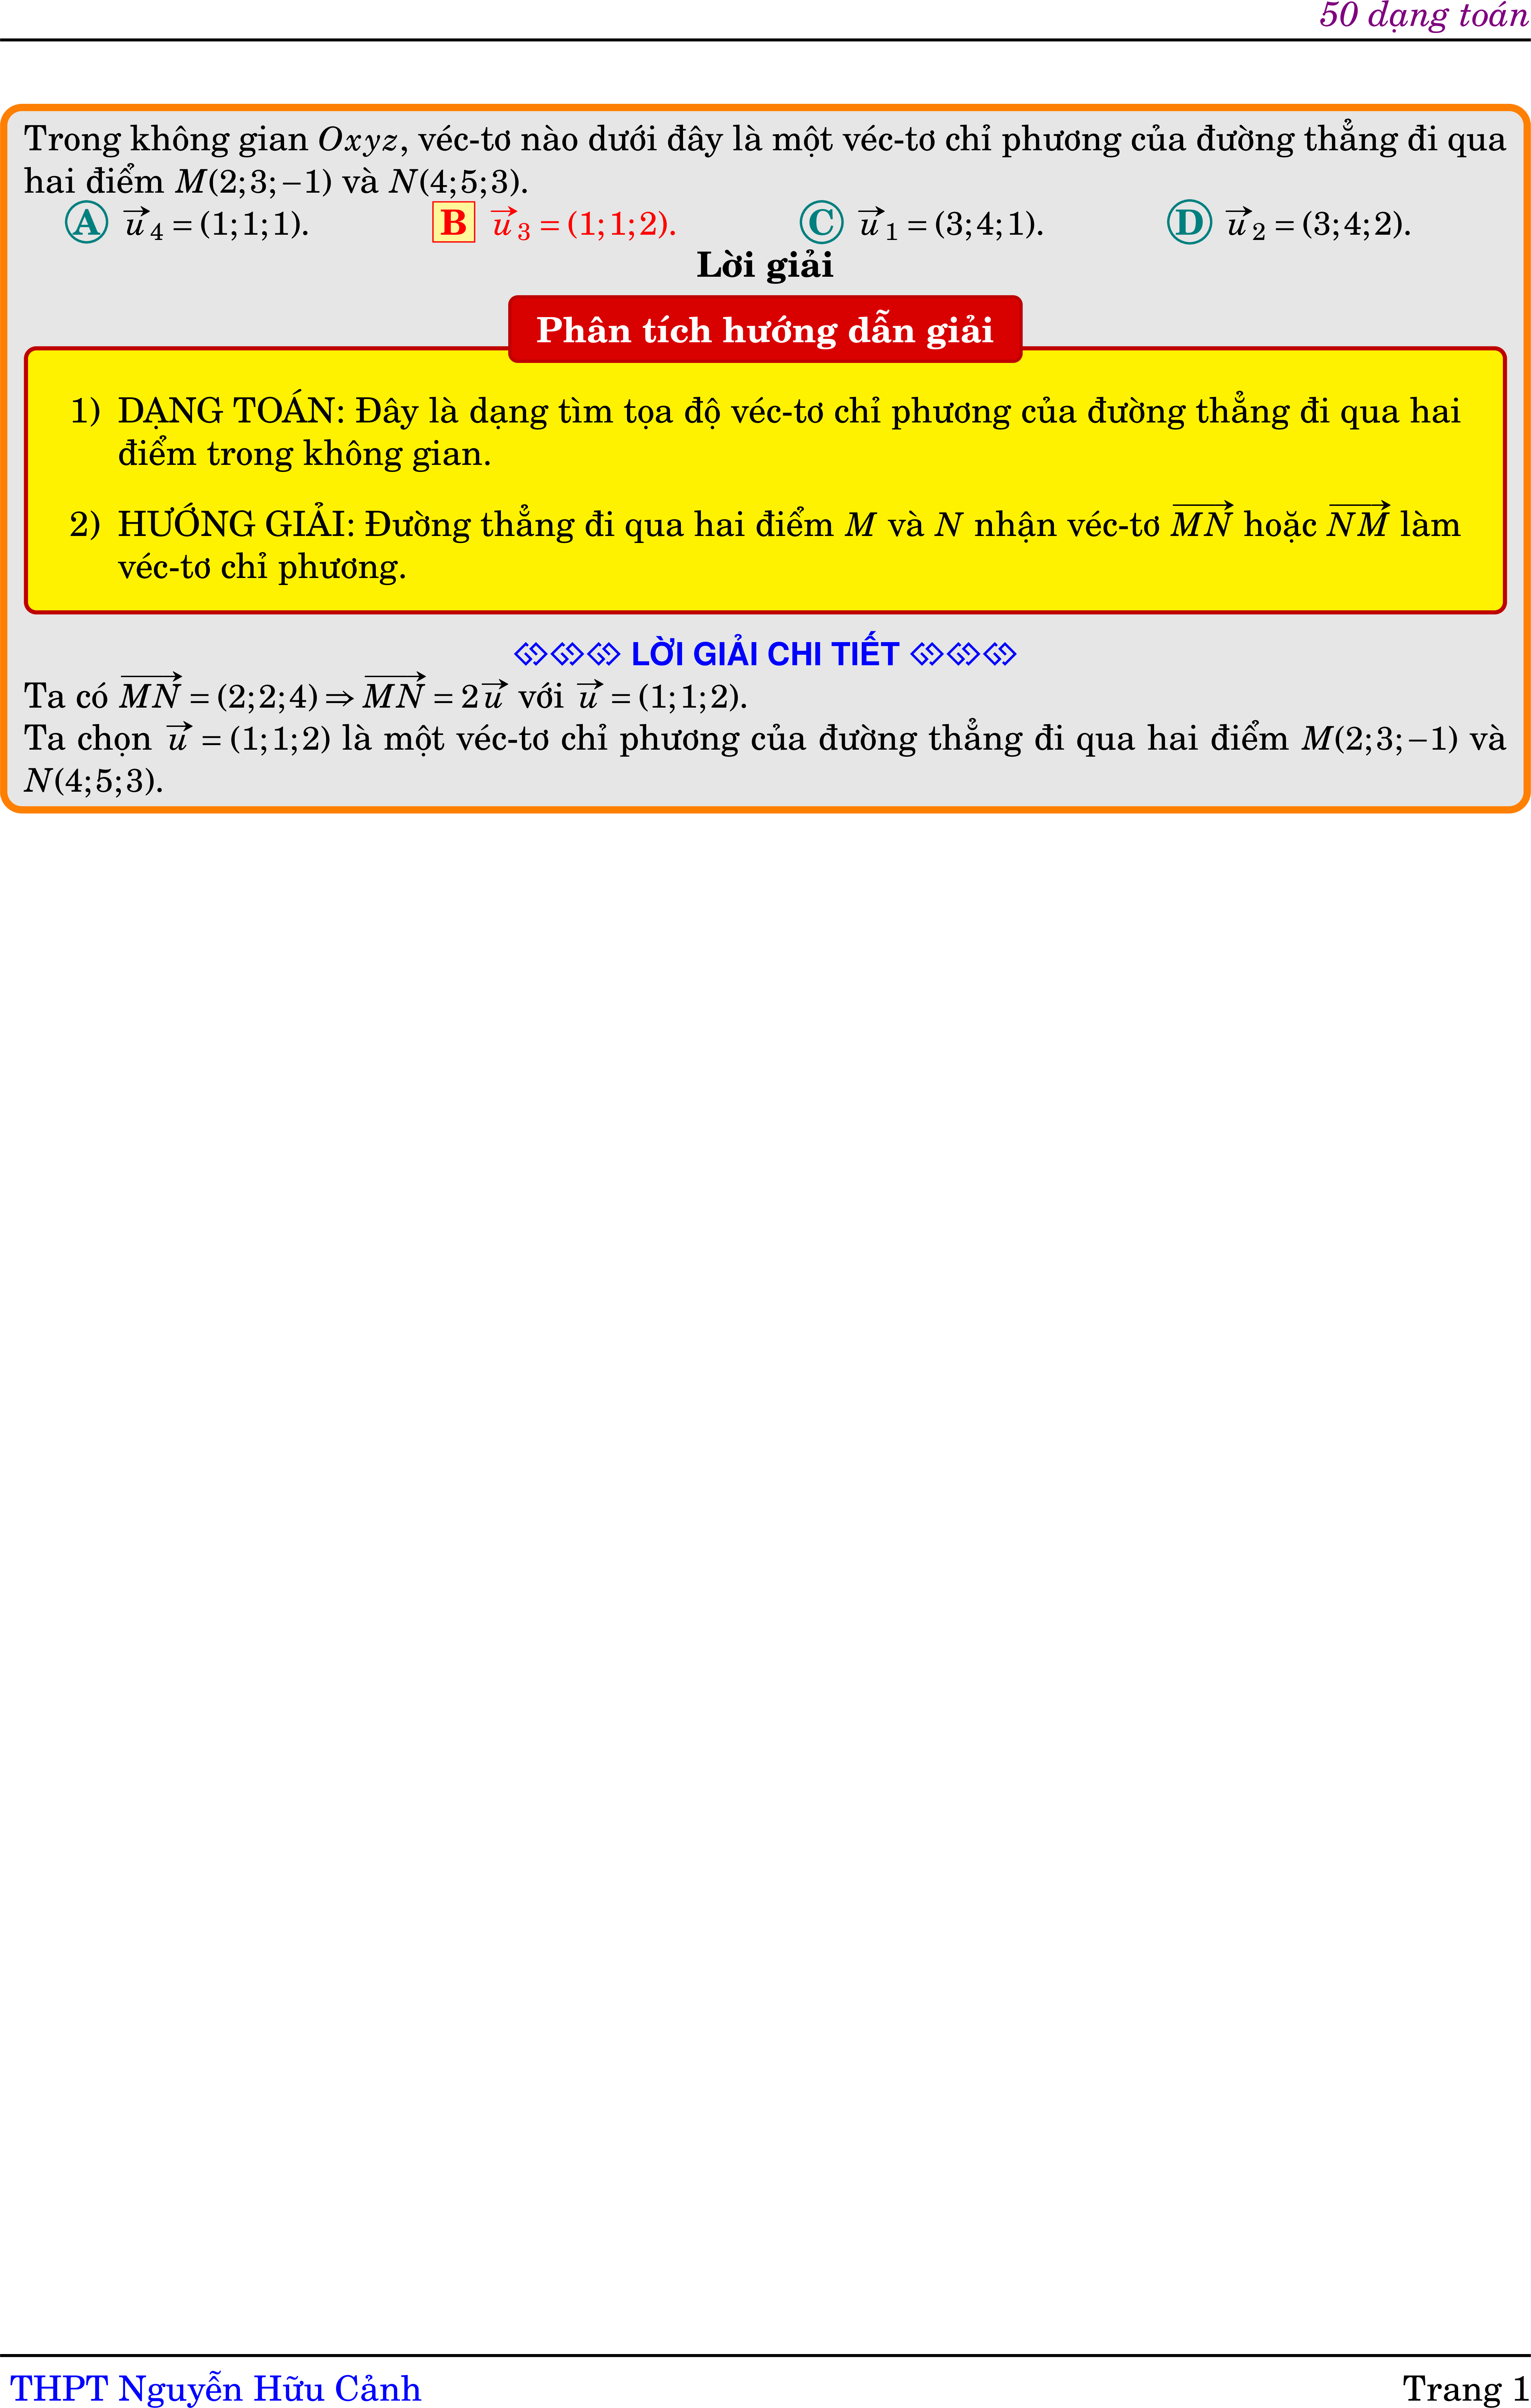 50 dạng toán
Trong không gian Oxyz, véc-tơ nào dưới đây là một véc-tơ chỉ phương của đường thẳng đi qua
hai điểm M(2;3;−1) và N(4;5;3).
A $\vec{u}_4$ = (1;1;1). B $\vec{u}_3$ = (1;1;2). C $\vec{u}_1$ = (3;4;1). D $\vec{u}_2$ = (3;4;2).
Lời giải
Phân tích hướng dẫn giải
1) DẠNG TOÁN: Đây là dạng tìm tọa độ véc-tơ chỉ phương của đường thẳng đi qua hai
điểm trong không gian.
2) HƯỚNG GIẢI: Đường thẳng đi qua hai điểm M và N nhận véc-tơ $\overrightarrow{MN}$ hoặc $\overrightarrow{NM}$ làm
véc-tơ chỉ phương.
LỜI GIẢI CHI TIẾT
Ta có $\overrightarrow{MN}$ = (2;2;4) ⇒ $\overrightarrow{MN}$ = 2$\vec{u}$ với $\vec{u}$ = (1;1;2).
Ta chọn $\vec{u}$ = (1;1;2) là một véc-tơ chỉ phương của đường thẳng đi qua hai điểm M(2;3;−1) và
N(4;5;3).
THPT Nguyễn Hữu Cảnh Trang 1